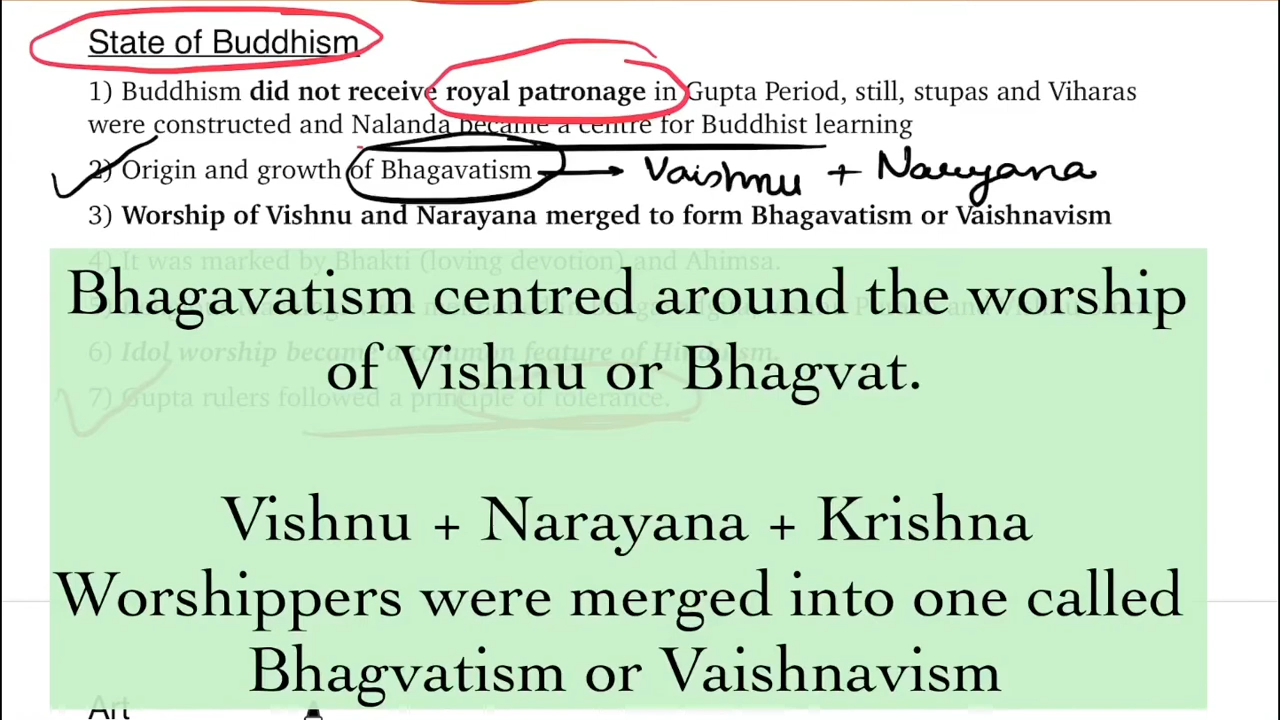 State of Buddhism
1) Buddhism did not receive royal patronage in Gupta Period, still, stupas and Viharas
were constructed and Nalanda became a centre for Buddhist learning
2) Origin and growth of Bhagavatism → Vaishnu + Narayana
3) Worship of Vishnu and Narayana merged to form Bhagavatism or Vaishnavism
4) It was marked by Bhakti (loving devotion) and Ahimsa.
Bhagavatism centred around the worship
6) Idol worship became a common feature of Hinduism.
of Vishnu or Bhagvat.
7) Gupta rulers followed a principle of tolerance.
Vishnu + Narayana + Krishna
Worshippers were merged into one called
Bhagvatism or Vaishnavism
Art